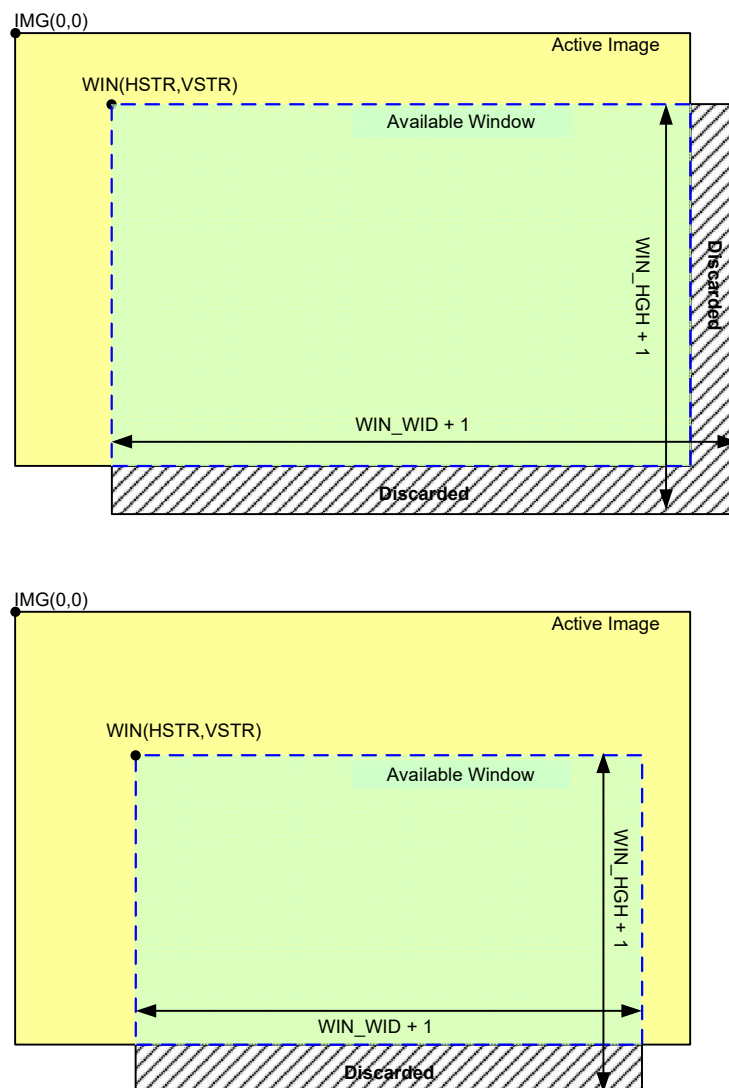 IMG(0,0)
Active Image
WIN(HSTR,VSTR)
Available Window
WIN_HGH + 1
Discarded
WIN_WID + 1
Discarded
IMG(0,0)
Active Image
WIN(HSTR,VSTR)
Available Window
WIN_HGH + 1
WIN_WID + 1
Discarded